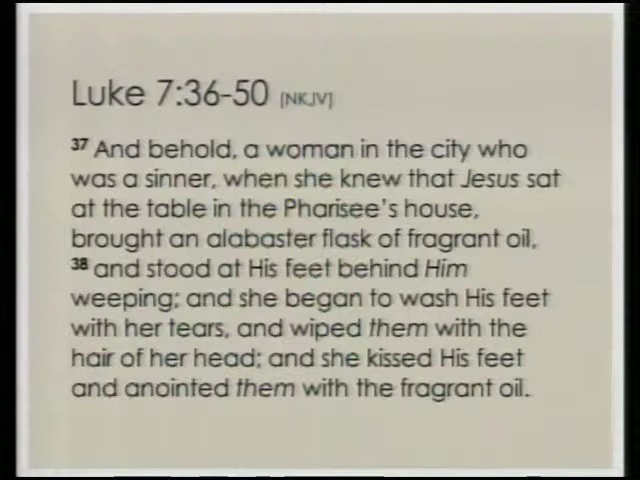 Luke 7:36-50 (NKJV)
37 And behold, a woman in the city who
was a sinner, when she knew that Jesus sat
at the table in the Pharisee's house,
brought an alabaster flask of fragrant oil,
38 and stood at His feet behind Him
weeping; and she began to wash His feet
with her tears, and wiped them with the
hair of her head; and she kissed His feet
and anointed them with the fragrant oil.